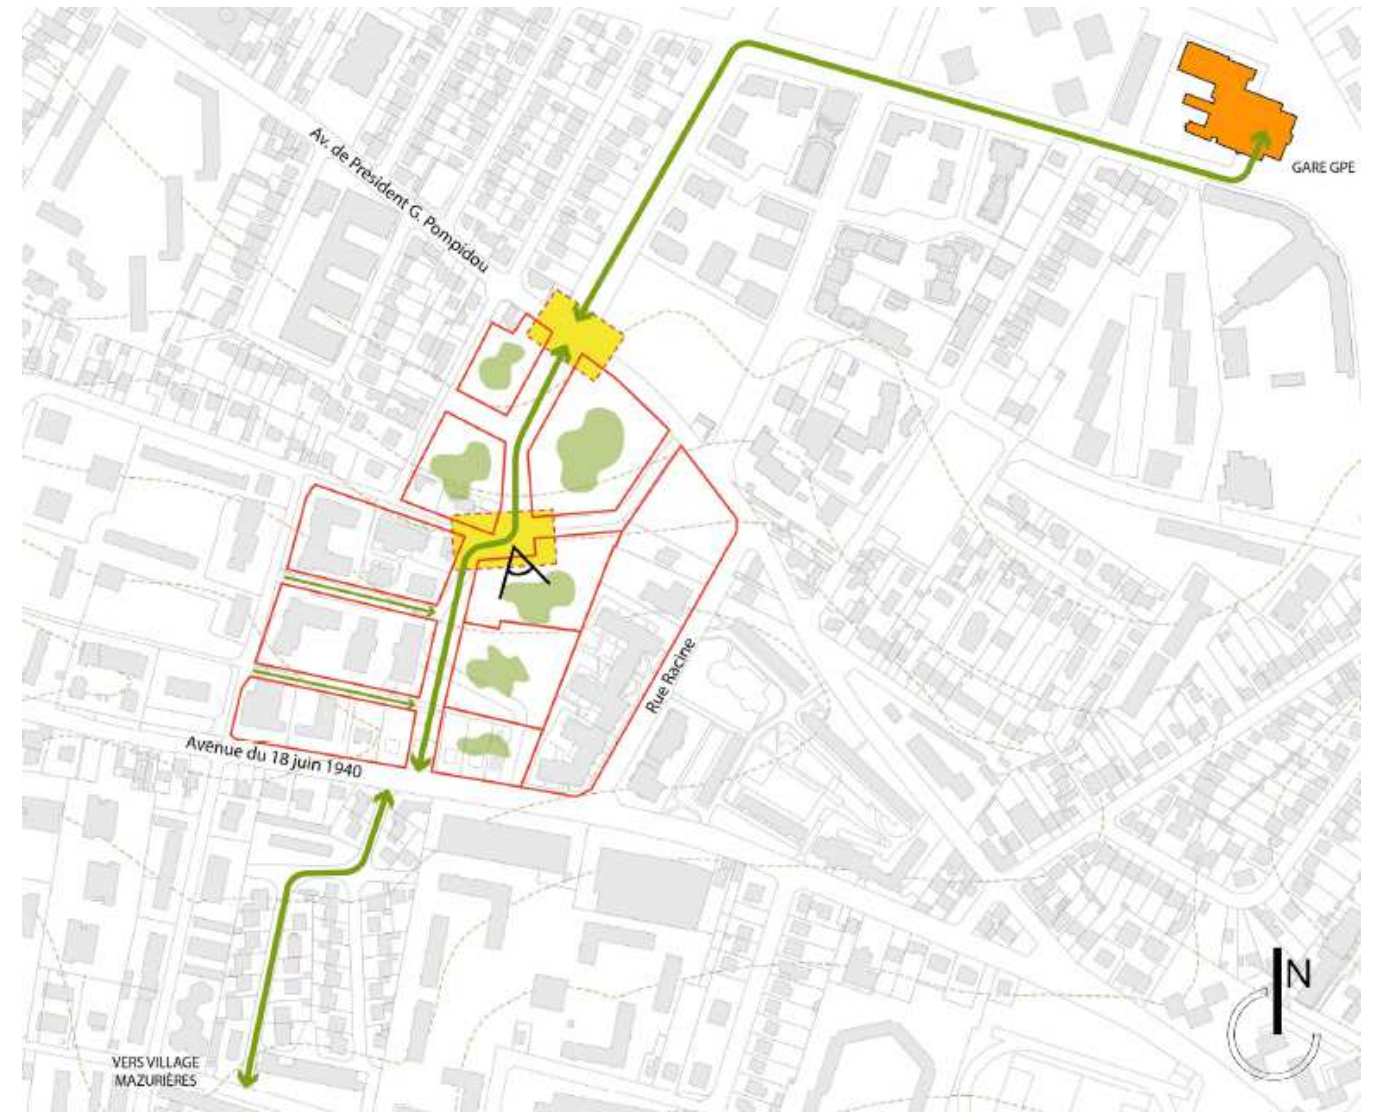 GARE GPE
Av. de Président G. Pompidou
Rue Racine
Avenue du 18 juin 1940
N
VERS VILLAGE
MAZURIÈRES